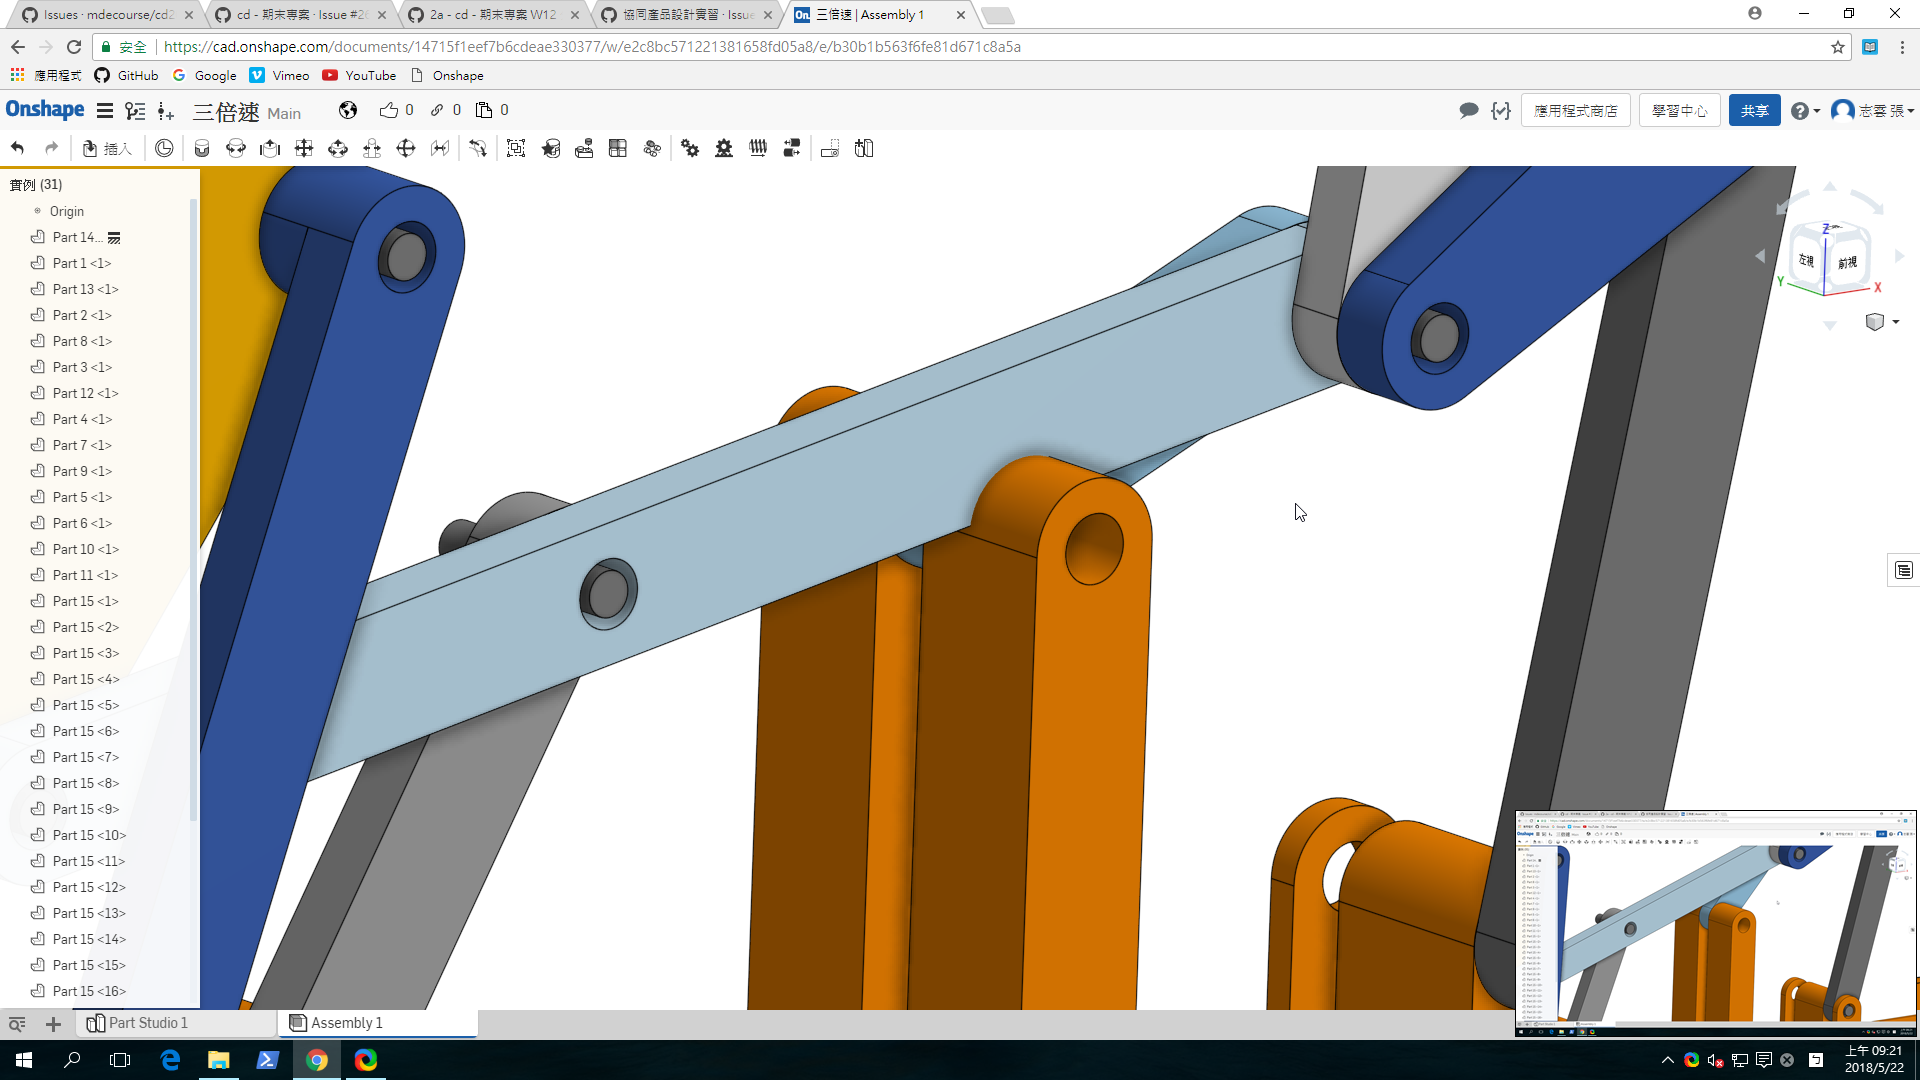 Issues · mdecourse/cd2
cd - 期末專案 · Issue #26
2a - cd - 期末專案 W12
協同產品設計實習 · Issue
On. 三倍速 | Assembly 1
安全 | https://cad.onshape.com/documents/14715f1eef7b6cdeae330377/w/e2c8bc571221381658fd05a8/e/b30b1b563f6fe81d671c8a5a
應用程式 GitHub Google Vimeo YouTube Onshape
Onshape 三倍速 Main 0 0 0 應用程式商店 學習中心 共享 志雲 張
插入
實例 (31)
Origin
Part 14...
Part 1 <1>
Part 13 <1>
Part 2 <1>
Part 8 <1>
Part 3 <1>
Part 12 <1>
Part 4 <1>
Part 7 <1>
Part 9 <1>
Part 5 <1>
Part 6 <1>
Part 10 <1>
Part 11 <1>
Part 15 <1>
Part 15 <2>
Part 15 <3>
Part 15 <4>
Part 15 <5>
Part 15 <6>
Part 15 <7>
Part 15 <8>
Part 15 <9>
Part 15 <10>
Part 15 <11>
Part 15 <12>
Part 15 <13>
Part 15 <14>
Part 15 <15>
Part 15 <16>
Z
左視 前視
Y X
Part Studio 1
Assembly 1
上午 09:21
2018/5/22